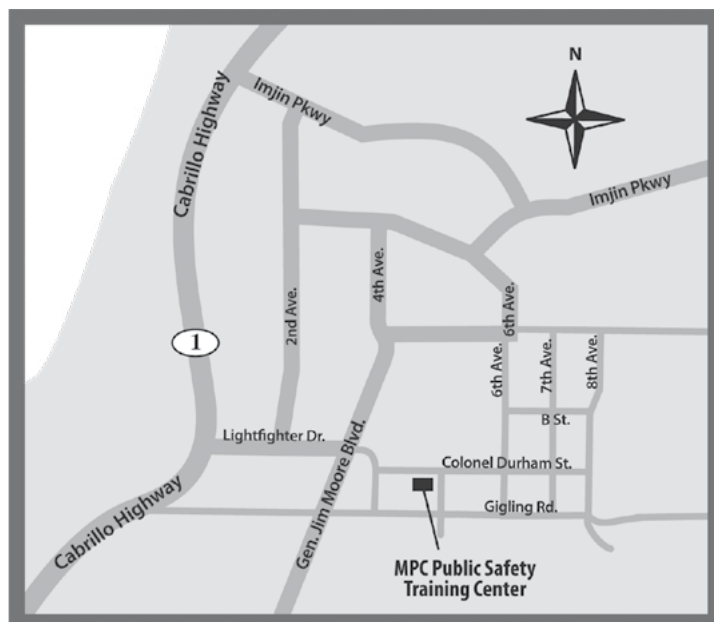 N
Imjin Pkwy
Cabrillo Highway
Imjin Pkwy
4th Ave.
2nd Ave.
6th Ave.
1
6th Ave.
7th Ave.
8th Ave.
B St.
Lightfighter Dr.
Gen. Jim Moore Blvd.
Colonel Durham St.
Gigling Rd.
Cabrillo Highway
MPC Public Safety
Training Center